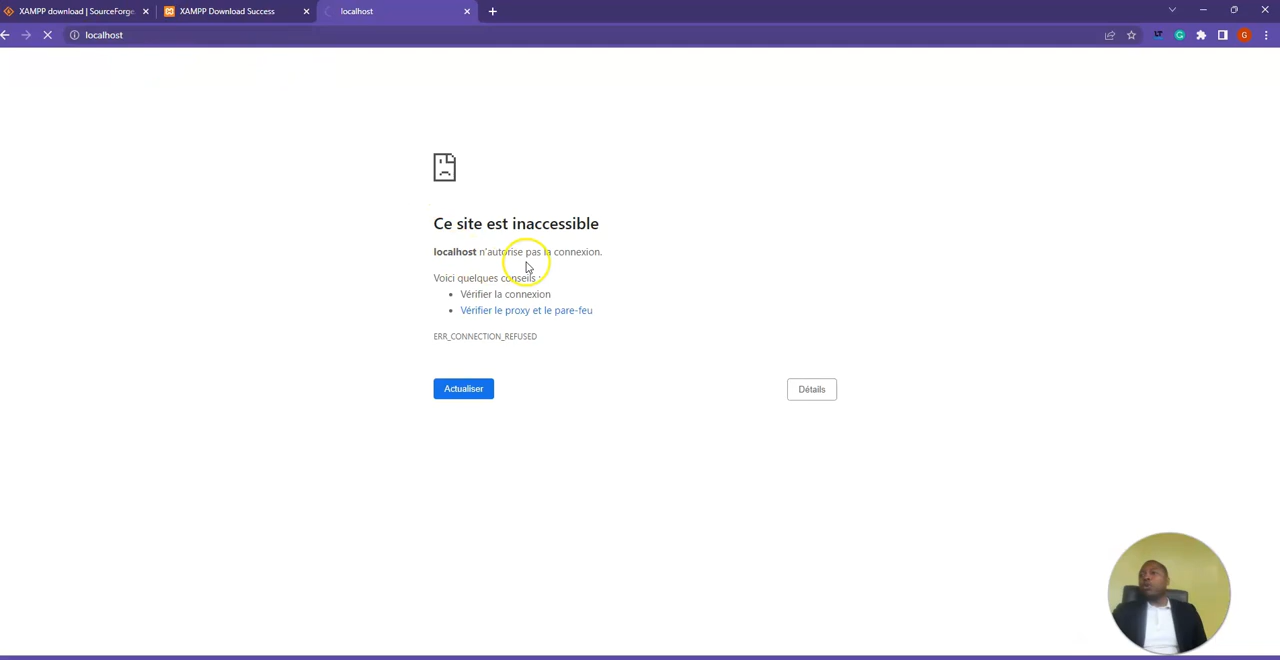 XAMPP download | SourceForge.
XAMPP Download Success
localhost
localhost
G
Ce site est inaccessible
localhost n'autorise pas la connexion.
Voici quelques conseils :
Vérifier la connexion
Vérifier le proxy et le pare-feu
ERR_CONNECTION_REFUSED
Actualiser
Détails